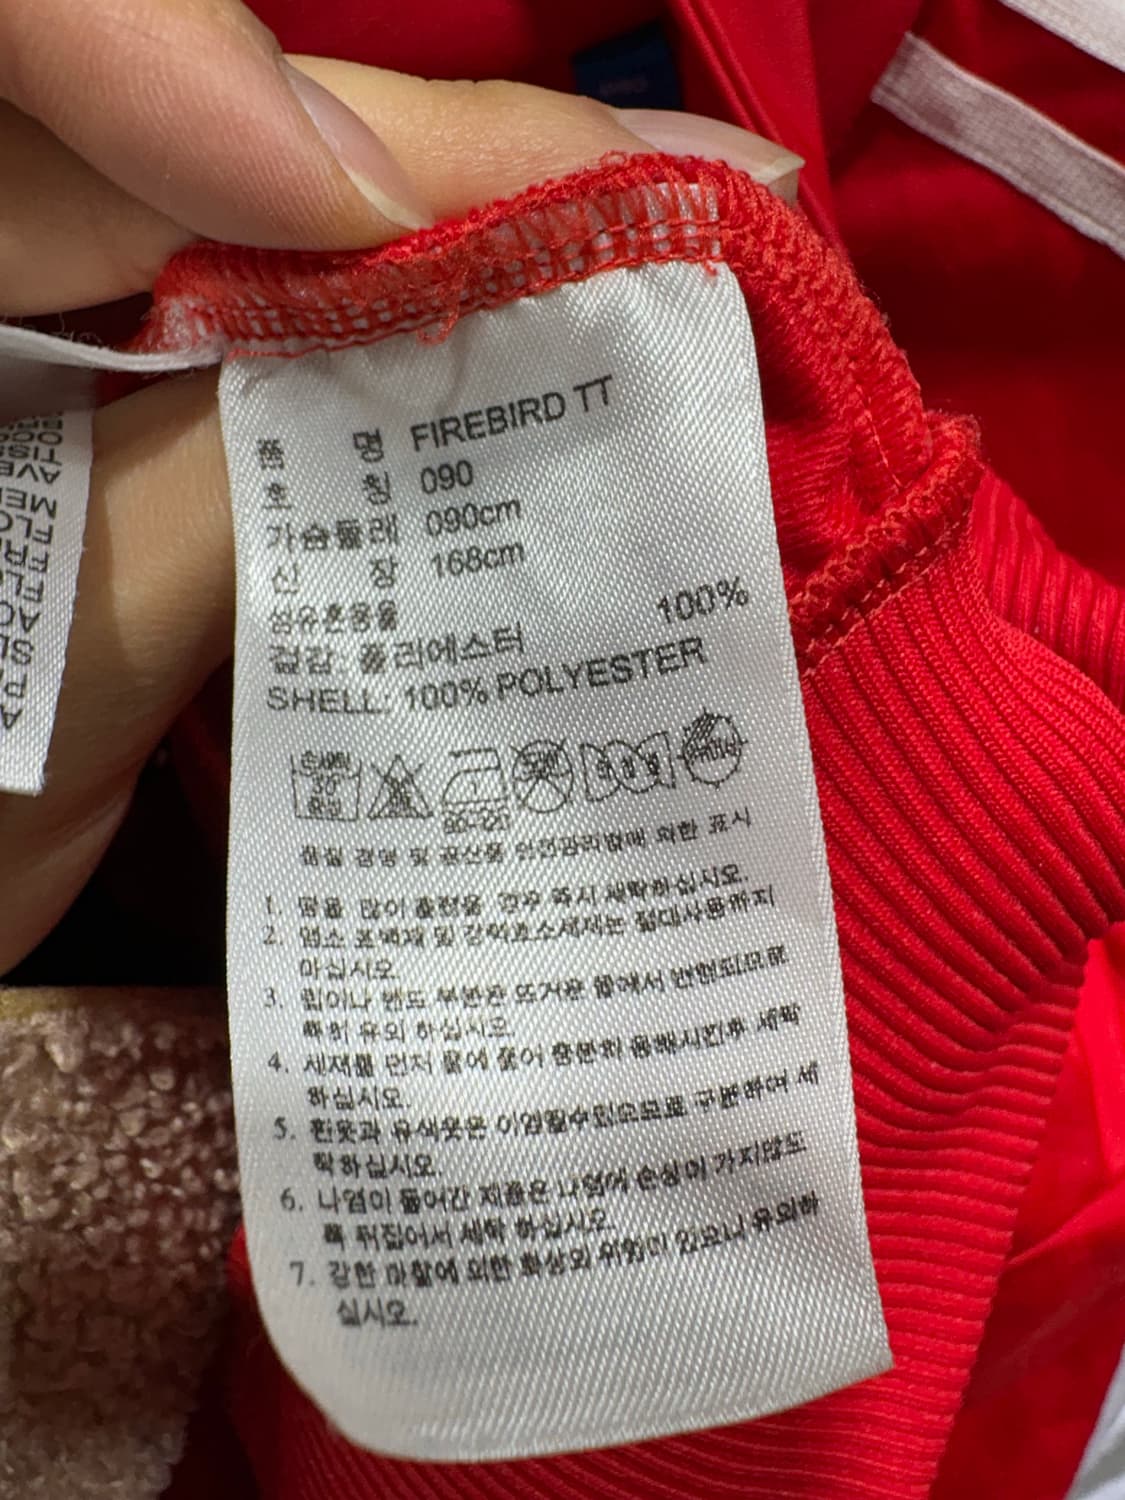 품 명 FIREBIRD TT
호 칭 090
가슴둘레 090cm
신 장 168cm
섬유혼용율
겉감: 폴리에스터 100%
SHELL: 100% POLYESTER
품질 경영 및 공산품 안전관리법에 의한 표시
1. 땀을 많이 흘렸을 경우 즉시 세탁하십시오.
2. 염소 표백제 및 강력효소세제는 절대사용하지
마십시오.
3. 립이나 밴드 부분은 뜨거운 물에서 변형되므로
특히 유의 하십시오.
4. 세제를 먼저 물에 풀어 충분히 용해시킨후 세탁
하십시오.
5. 흰옷과 유색옷은 이염될수있으므로 구분하여 세
탁하십시오.
6. 나염이 들어간 제품은 나염에 손상이 가지않도
록 뒤집어서 세탁 하십시오.
7. 강한 마찰에 의한 화상의 위험이 있으니 유의하
십시오.